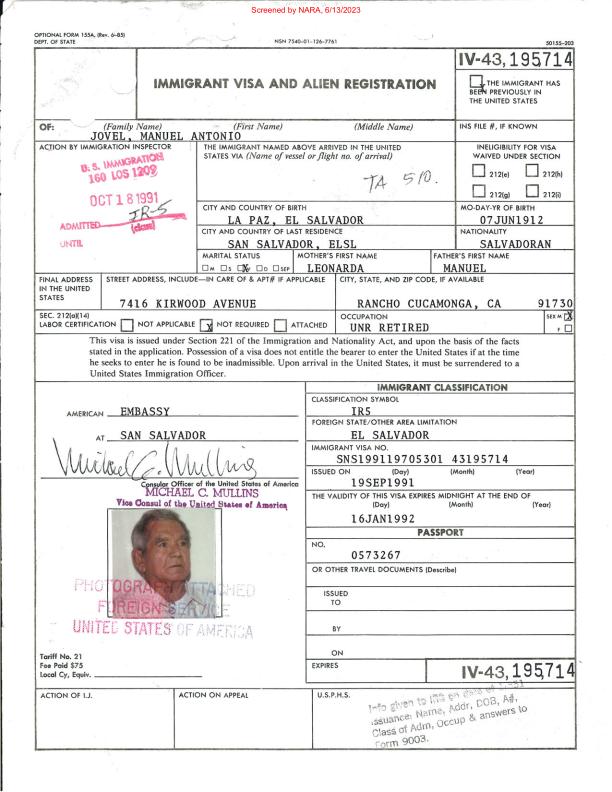 Screened by NARA, 6/13/2023
OPTIONAL FORM 155A, (Rev. 6-85)
DEPT. OF STATE
NSN 7540-01-126-7761
50155-203
IMMIGRANT VISA AND ALIEN REGISTRATION
IV-43,195714
THE IMMIGRANT HAS
BEEN PREVIOUSLY IN
THE UNITED STATES
OF: (Family Name) (First Name) (Middle Name)
JOVEL, MANUEL ANTONIO
INS FILE #, IF KNOWN
ACTION BY IMMIGRATION INSPECTOR
U.S. IMMIGRATION
160 LOS 1209
OCT 18 1991
IR-5
ADMITTED (class)
UNTIL
THE IMMIGRANT NAMED ABOVE ARRIVED IN THE UNITED
STATES VIA (Name of vessel or flight no. of arrival)
TA 510.
INELIGIBILITY FOR VISA
WAIVED UNDER SECTION
212(e) 212(h)
212(g) 212(i)
CITY AND COUNTRY OF BIRTH
LA PAZ, EL SALVADOR
MO-DAY-YR OF BIRTH
07JUN1912
CITY AND COUNTRY OF LAST RESIDENCE
SAN SALVADOR, ELSL
NATIONALITY
SALVADORAN
MARITAL STATUS
M S X D SEP
MOTHER'S FIRST NAME
LEONARDA
FATHER'S FIRST NAME
MANUEL
FINAL ADDRESS
IN THE UNITED
STATES
STREET ADDRESS, INCLUDE—IN CARE OF & APT# IF APPLICABLE
7416 KIRWOOD AVENUE
CITY, STATE, AND ZIP CODE, IF AVAILABLE
RANCHO CUCAMONGA, CA 91730
SEC. 212(a)(14)
LABOR CERTIFICATION NOT APPLICABLE X NOT REQUIRED ATTACHED
OCCUPATION
UNR RETIRED
SEX M X
F
This visa is issued under Section 221 of the Immigration and Nationality Act, and upon the basis of the facts
stated in the application. Possession of a visa does not entitle the bearer to enter the United States if at the time
he seeks to enter he is found to be inadmissible. Upon arrival in the United States, it must be surrendered to a
United States Immigration Officer.
AMERICAN EMBASSY
AT SAN SALVADOR
Michael C. Mullins
Consular Officer of the United States of America
MICHAEL C. MULLINS
Vice Consul of the United States of America
PHOTOGRAPH ATTACHED
FOREIGN SERVICE
UNITED STATES OF AMERICA
Tariff No. 21
Fee Paid $75
Local Cy, Equiv.
IMMIGRANT CLASSIFICATION
CLASSIFICATION SYMBOL
IR5
FOREIGN STATE/OTHER AREA LIMITATION
EL SALVADOR
IMMIGRANT VISA NO.
SNS199119705301 43195714
ISSUED ON (Day) (Month) (Year)
19SEP1991
THE VALIDITY OF THIS VISA EXPIRES MIDNIGHT AT THE END OF
(Day) (Month) (Year)
16JAN1992
PASSPORT
NO.
0573267
OR OTHER TRAVEL DOCUMENTS (Describe)
ISSUED
TO
BY
ON
EXPIRES
IV-43,195714
ACTION OF I.J.
ACTION ON APPEAL
U.S.P.H.S.
Info given to INS on date of
issuance: Name, Addr, DOB, A#,
Class of Adm, Occup & answers to
Form 9003.